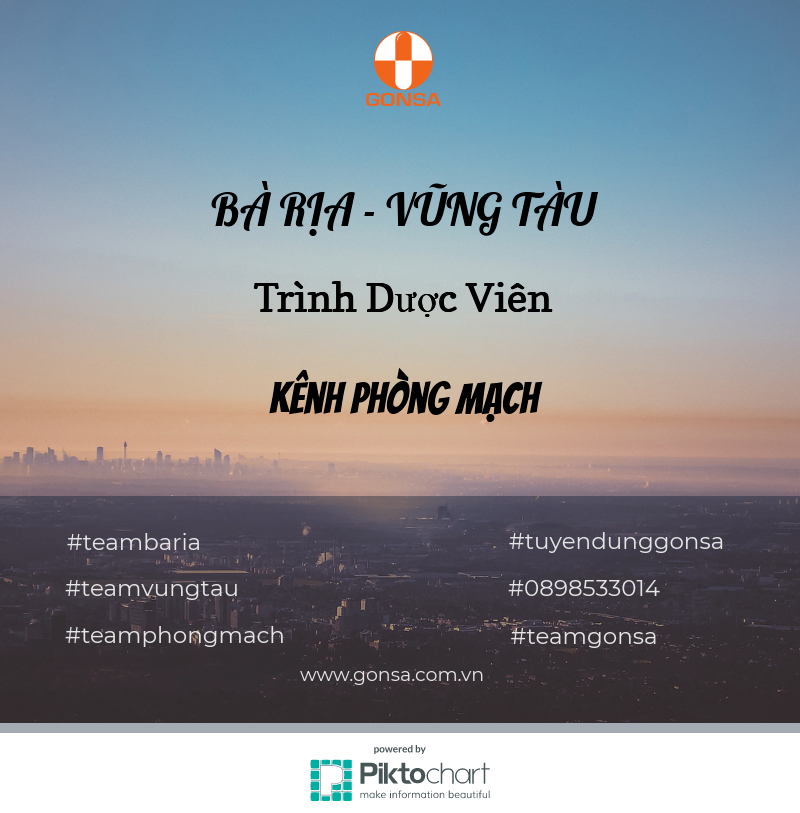 GONSA
BÀ RỊA - VŨNG TÀU
Trình Dược Viên
KÊNH PHÒNG MẠCH
#teambaria
#tuyendunggonsa
#teamvungtau
#0898533014
#teamphongmach
#teamgonsa
www.gonsa.com.vn
powered by
Piktochart
make information beautiful